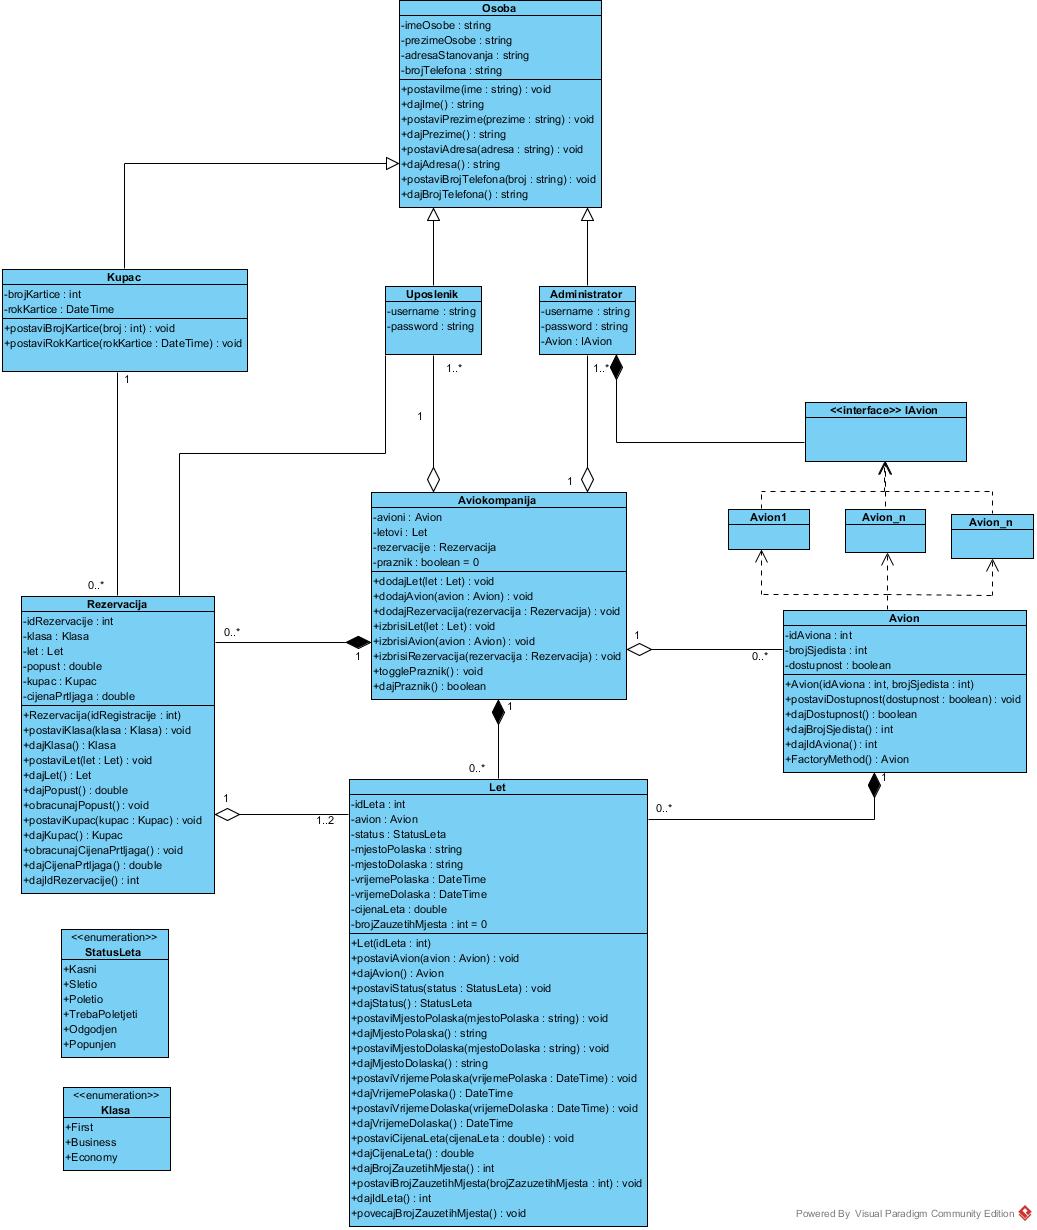 Osoba
-imeOsobe : string
-prezimeOsobe : string
-adresaStanovanja : string
-brojTelefona : string
+postaviIme(ime : string) : void
+dajIme() : string
+postaviPrezime(prezime : string) : void
+dajPrezime() : string
+postaviAdresa(adresa : string) : void
+dajAdresa() : string
+postaviBrojTelefona(broj : string) : void
+dajBrojTelefona() : string
Kupac
-brojKartice : int
-rokKartice : DateTime
+postaviBrojKartice(broj : int) : void
+postaviRokKartice(rokKartice : DateTime) : void
Uposlenik
-username : string
-password : string
Administrator
-username : string
-password : string
-Avion : IAvion
1
1..*
1..*
1
1
<<interface>> IAvion
Avion1
Avion_n
Avion_n
Aviokompanija
-avioni : Avion
-letovi : Let
-rezervacije : Rezervacija
-praznik : boolean = 0
+dodajLet(let : Let) : void
+dodajAvion(avion : Avion) : void
+dodajRezervacija(rezervacija : Rezervacija) : void
+izbrisiLet(let : Let) : void
+izbrisiAvion(avion : Avion) : void
+izbrisiRezervacija(rezervacija : Rezervacija) : void
+togglePraznik() : void
+dajPraznik() : boolean
0..*
0..*
1
1
0..*
1
0..*
Rezervacija
-idRezervacije : int
-klasa : Klasa
-let : Let
-popust : double
-kupac : Kupac
-cijenaPrtljaga : double
+Rezervacija(idRegistracije : int)
+postaviKlasa(klasa : Klasa) : void
+dajKlasa() : Klasa
+postaviLet(let : Let) : void
+dajLet() : Let
+dajPopust() : double
+obracunajPopust() : void
+postaviKupac(kupac : Kupac) : void
+dajKupac() : Kupac
+obracunajCijenaPrtljaga() : void
+dajCijenaPrtljaga() : double
+dajIdRezervacije() : int
Avion
-idAviona : int
-brojSjedista : int
-dostupnost : boolean
+Avion(idAviona : int, brojSjedista : int)
+postaviDostupnost(dostupnost : boolean) : void
+dajDostupnost() : boolean
+dajBrojSjedista() : int
+dajIdAviona() : int
+FactoryMethod() : Avion
1
1
1..2
0..*
Let
-idLeta : int
-avion : Avion
-status : StatusLeta
-mjestoPolaska : string
-mjestoDolaska : string
-vrijemePolaska : DateTime
-vrijemeDolaska : DateTime
-cijenaLeta : double
-brojZauzetihMjesta : int = 0
+Let(idLeta : int)
+postaviAvion(avion : Avion) : void
+dajAvion() : Avion
+postaviStatus(status : StatusLeta) : void
+dajStatus() : StatusLeta
+postaviMjestoPolaska(mjestoPolaska : string) : void
+dajMjestoPolaska() : string
+postaviMjestoDolaska(mjestoDolaska : string) : void
+dajMjestoDolaska() : string
+postaviVrijemePolaska(vrijemePolaska : DateTime) : void
+dajVrijemePolaska() : DateTime
+postaviVrijemeDolaska(vrijemeDolaska : DateTime) : void
+dajVrijemeDolaska() : DateTime
+postaviCijenaLeta(cijenaLeta : double) : void
+dajCijenaLeta() : double
+dajBrojZauzetihMjesta() : int
+postaviBrojZauzetihMjesta(brojZazuzetihMjesta : int) : void
+dajIdLeta() : int
+povecajBrojZauzetihMjesta() : void
<<enumeration>>
StatusLeta
+Kasni
+Sletio
+Poletio
+TrebaPoletjeti
+Odgodjen
+Popunjen
<<enumeration>>
Klasa
+First
+Business
+Economy
Powered By Visual Paradigm Community Edition